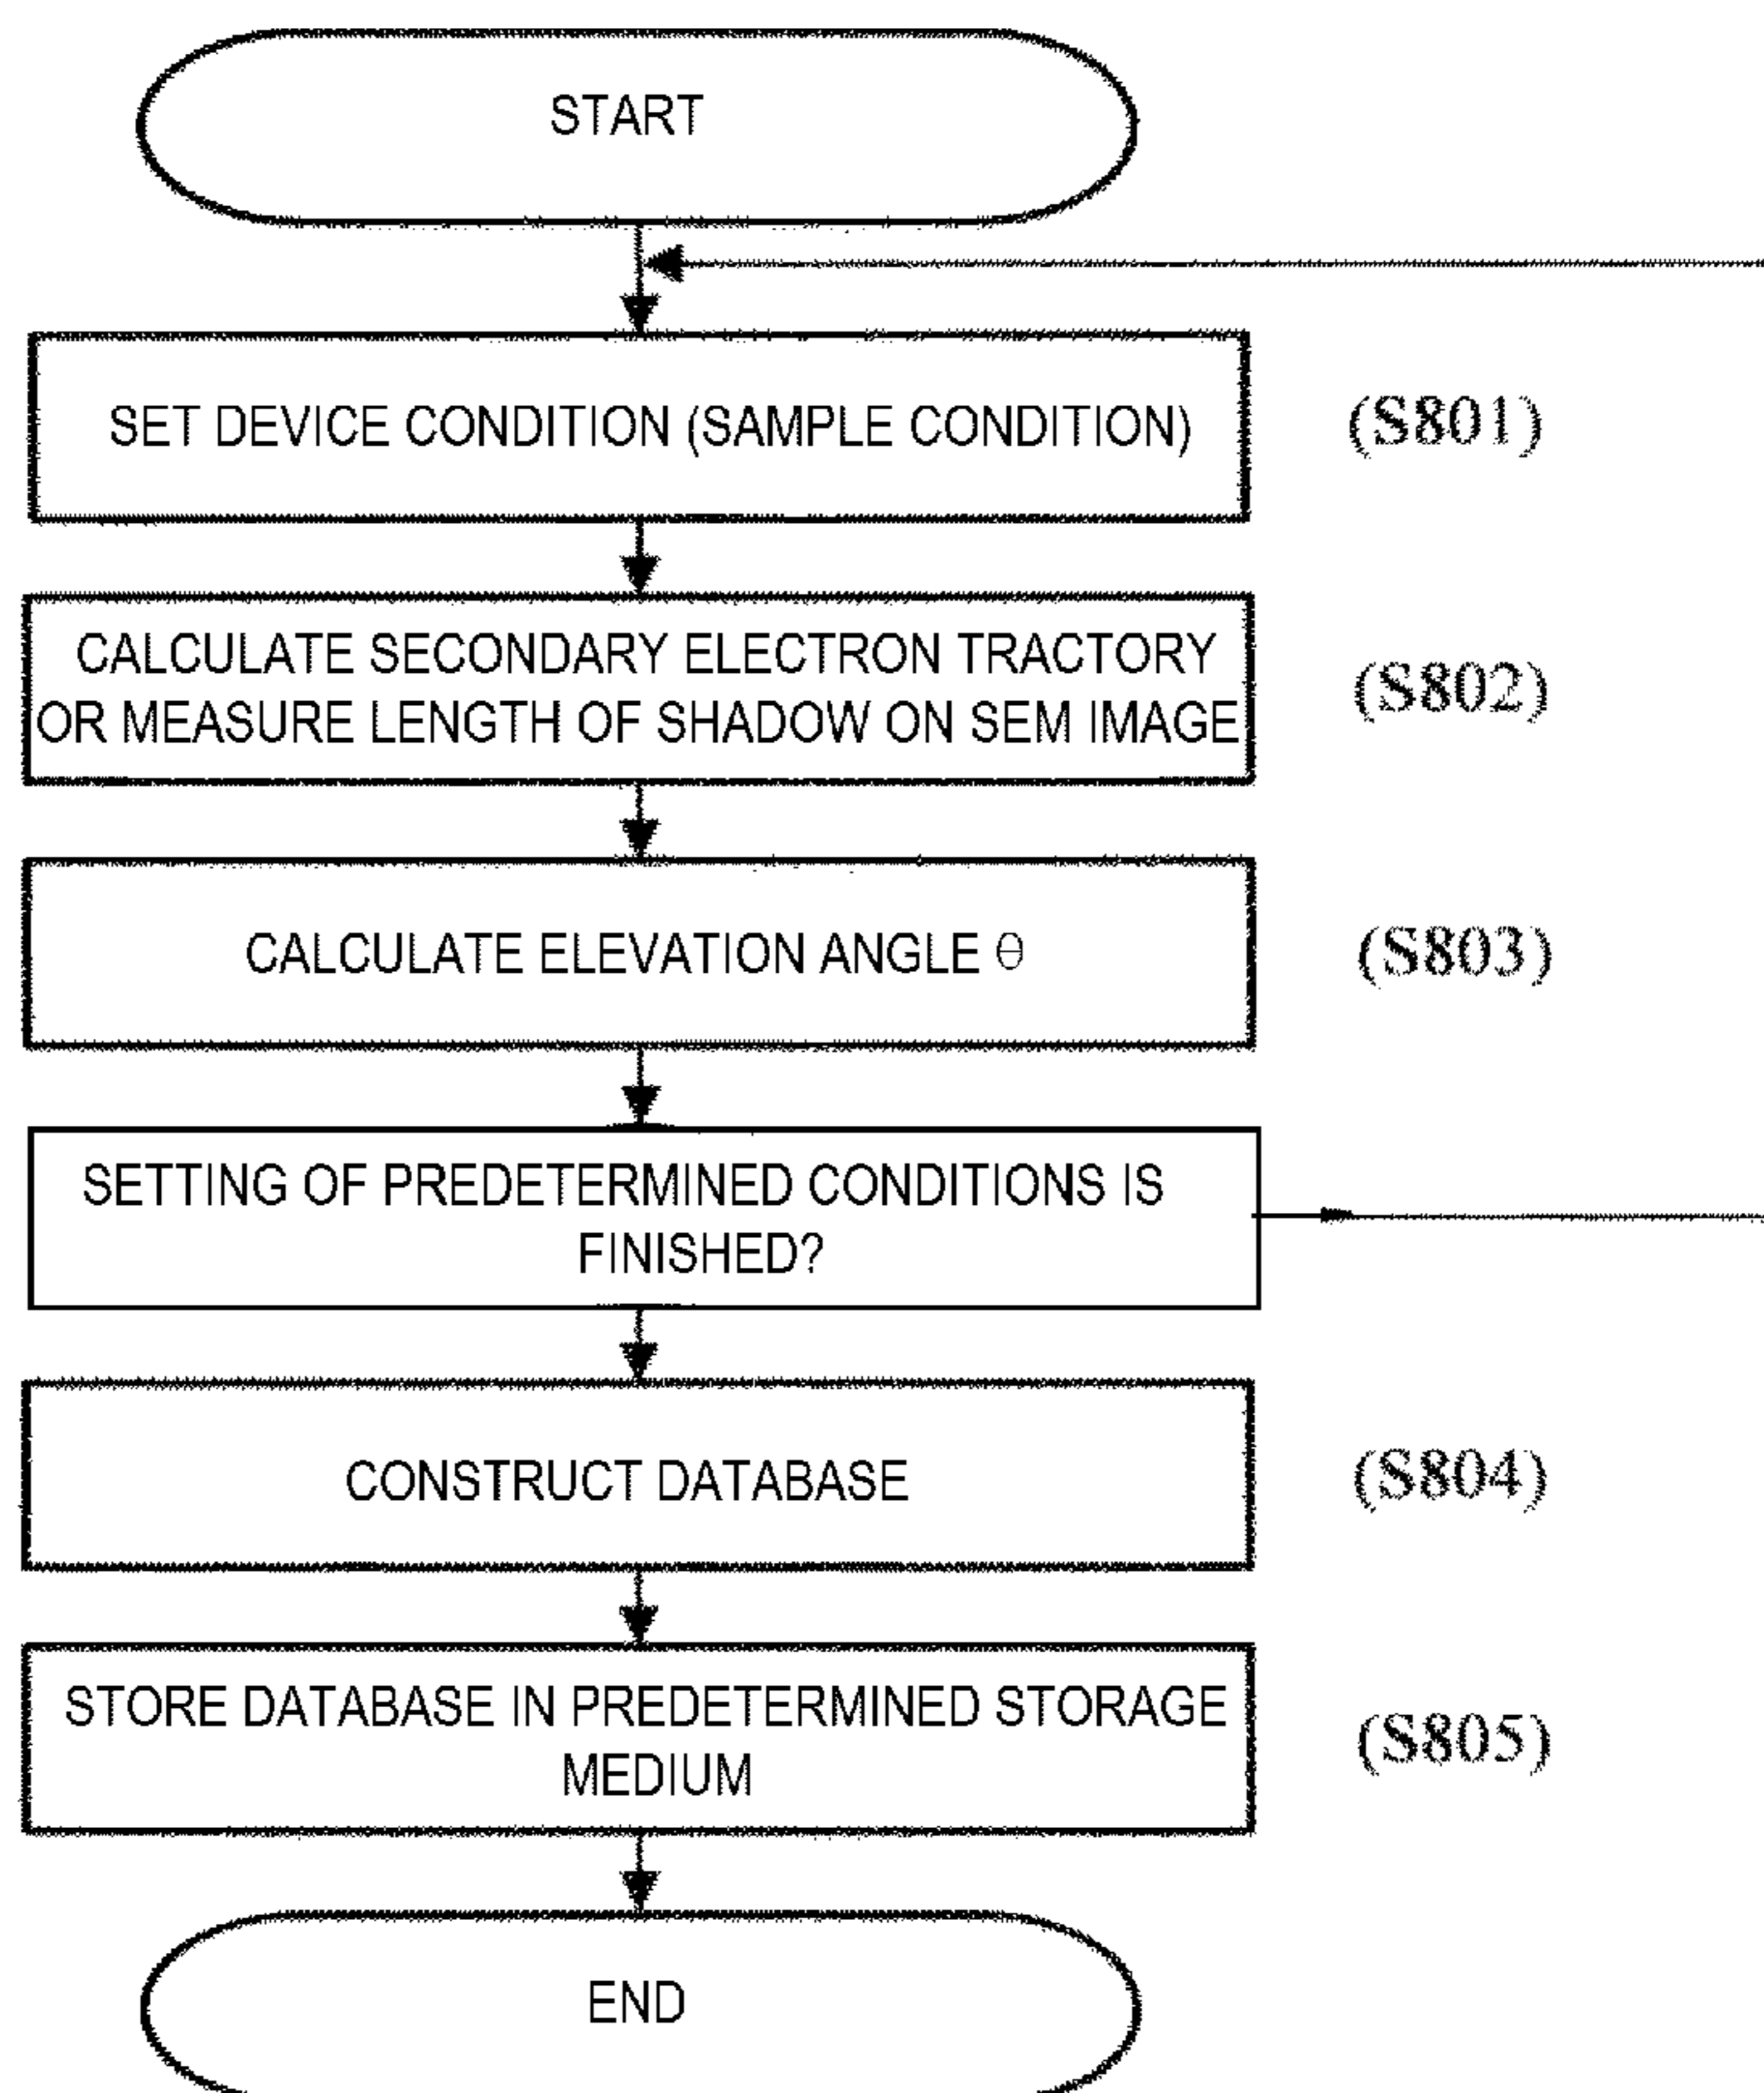 START
SET DEVICE CONDITION (SAMPLE CONDITION)
(S801)
CALCULATE SECONDARY ELECTRON TRACTORY
OR MEASURE LENGTH OF SHADOW ON SEM IMAGE
(S802)
CALCULATE ELEVATION ANGLE θ
(S803)
SETTING OF PREDETERMINED CONDITIONS IS
FINISHED?
CONSTRUCT DATABASE
(S804)
STORE DATABASE IN PREDETERMINED STORAGE
MEDIUM
(S805)
END